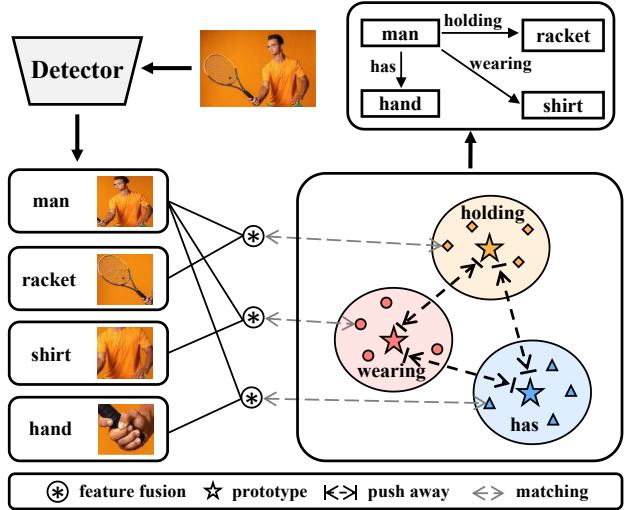 Detector
man
holding
racket
has
wearing
hand
shirt
man
racket
shirt
hand
holding
wearing
has
feature fusion
prototype
push away
matching